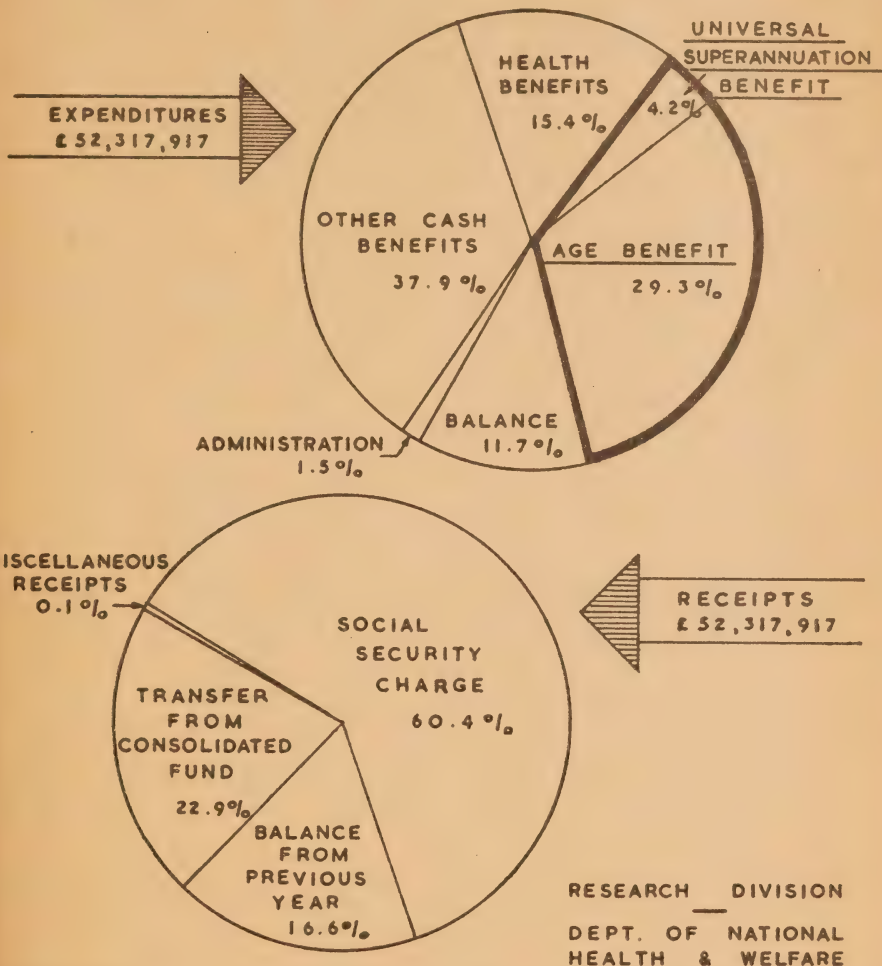 UNIVERSAL
SUPERANNUATION
BENEFIT
4.2%
HEALTH
BENEFITS
15.4%
EXPENDITURES
£52,317,917
OTHER CASH
BENEFITS
37.9%
AGE BENEFIT
29.3%
BALANCE
11.7%
ADMINISTRATION
1.5%
ISCELLANEOUS
RECEIPTS
0.1%
SOCIAL
SECURITY
CHARGE
60.4%
RECEIPTS
£52,317,917
TRANSFER
FROM
CONSOLIDATED
FUND
22.9%
BALANCE
FROM
PREVIOUS
YEAR
16.6%
RESEARCH DIVISION
DEPT. OF NATIONAL
HEALTH & WELFARE